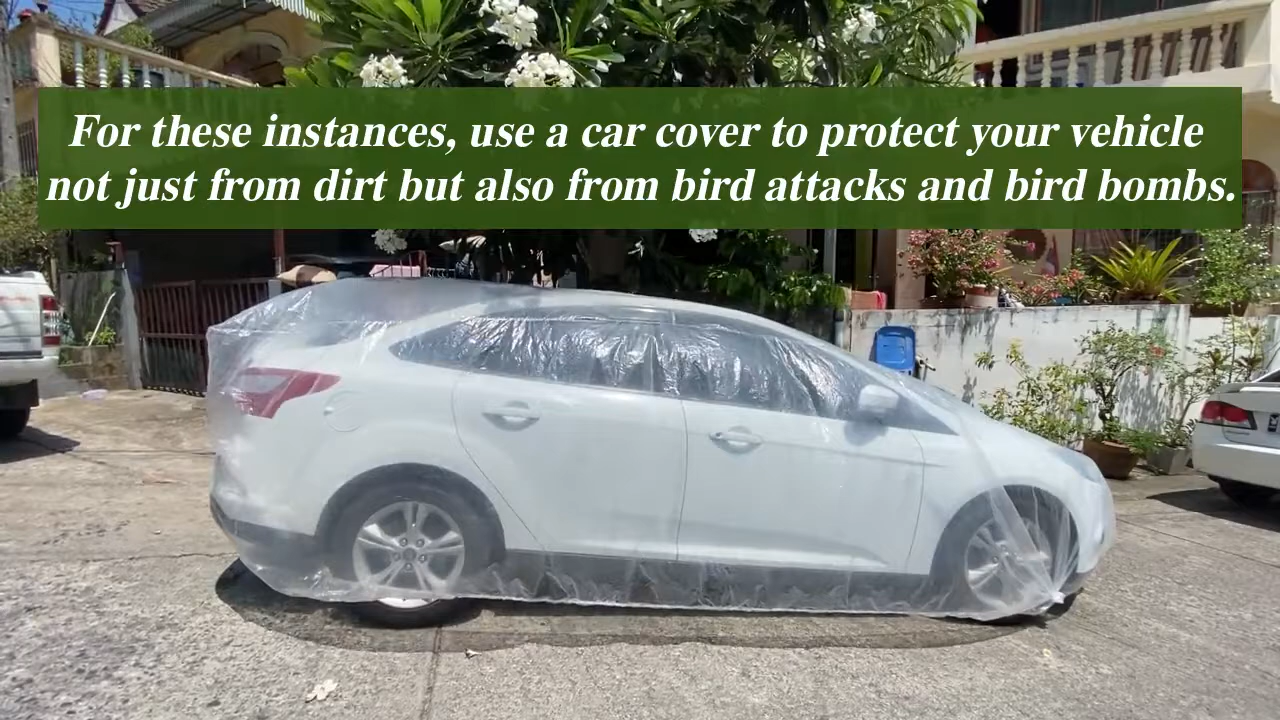 For these instances, use a car cover to protect your vehicle
not just from dirt but also from bird attacks and bird bombs.